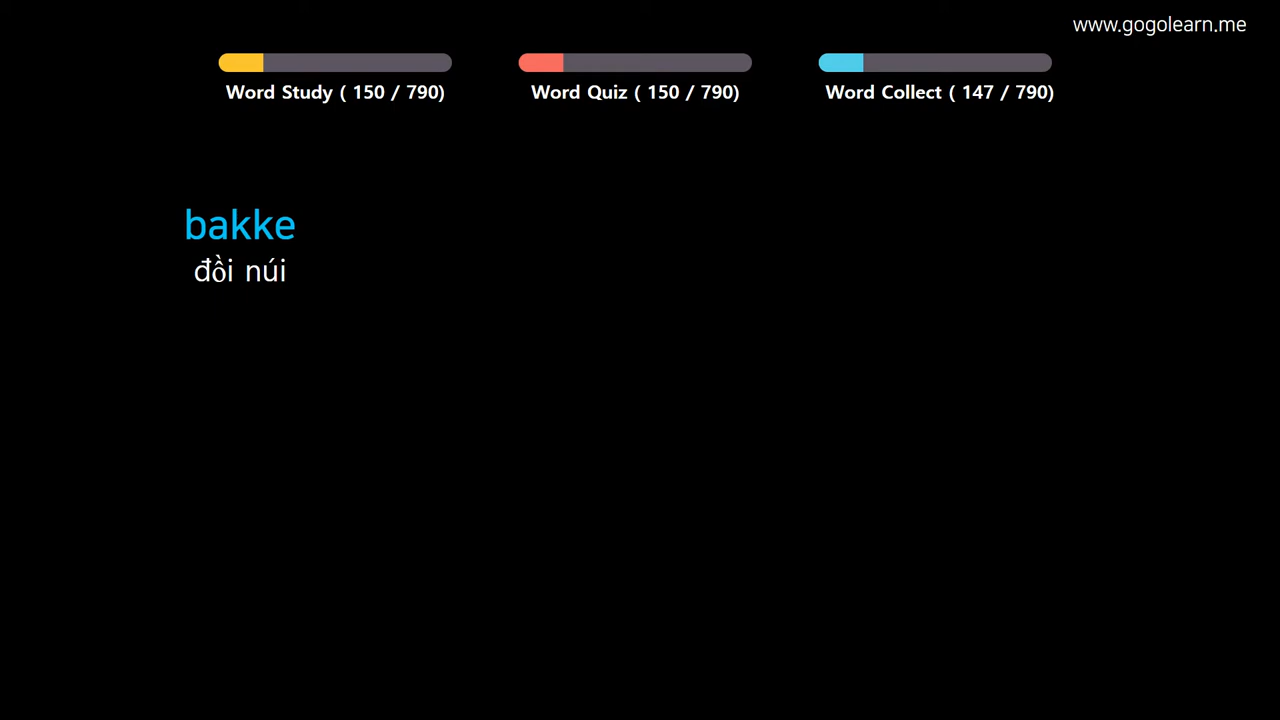 www.gogolearn.me
Word Study ( 150 / 790)
Word Quiz ( 150 / 790)
Word Collect ( 147 / 790)
bakke
đồi núi